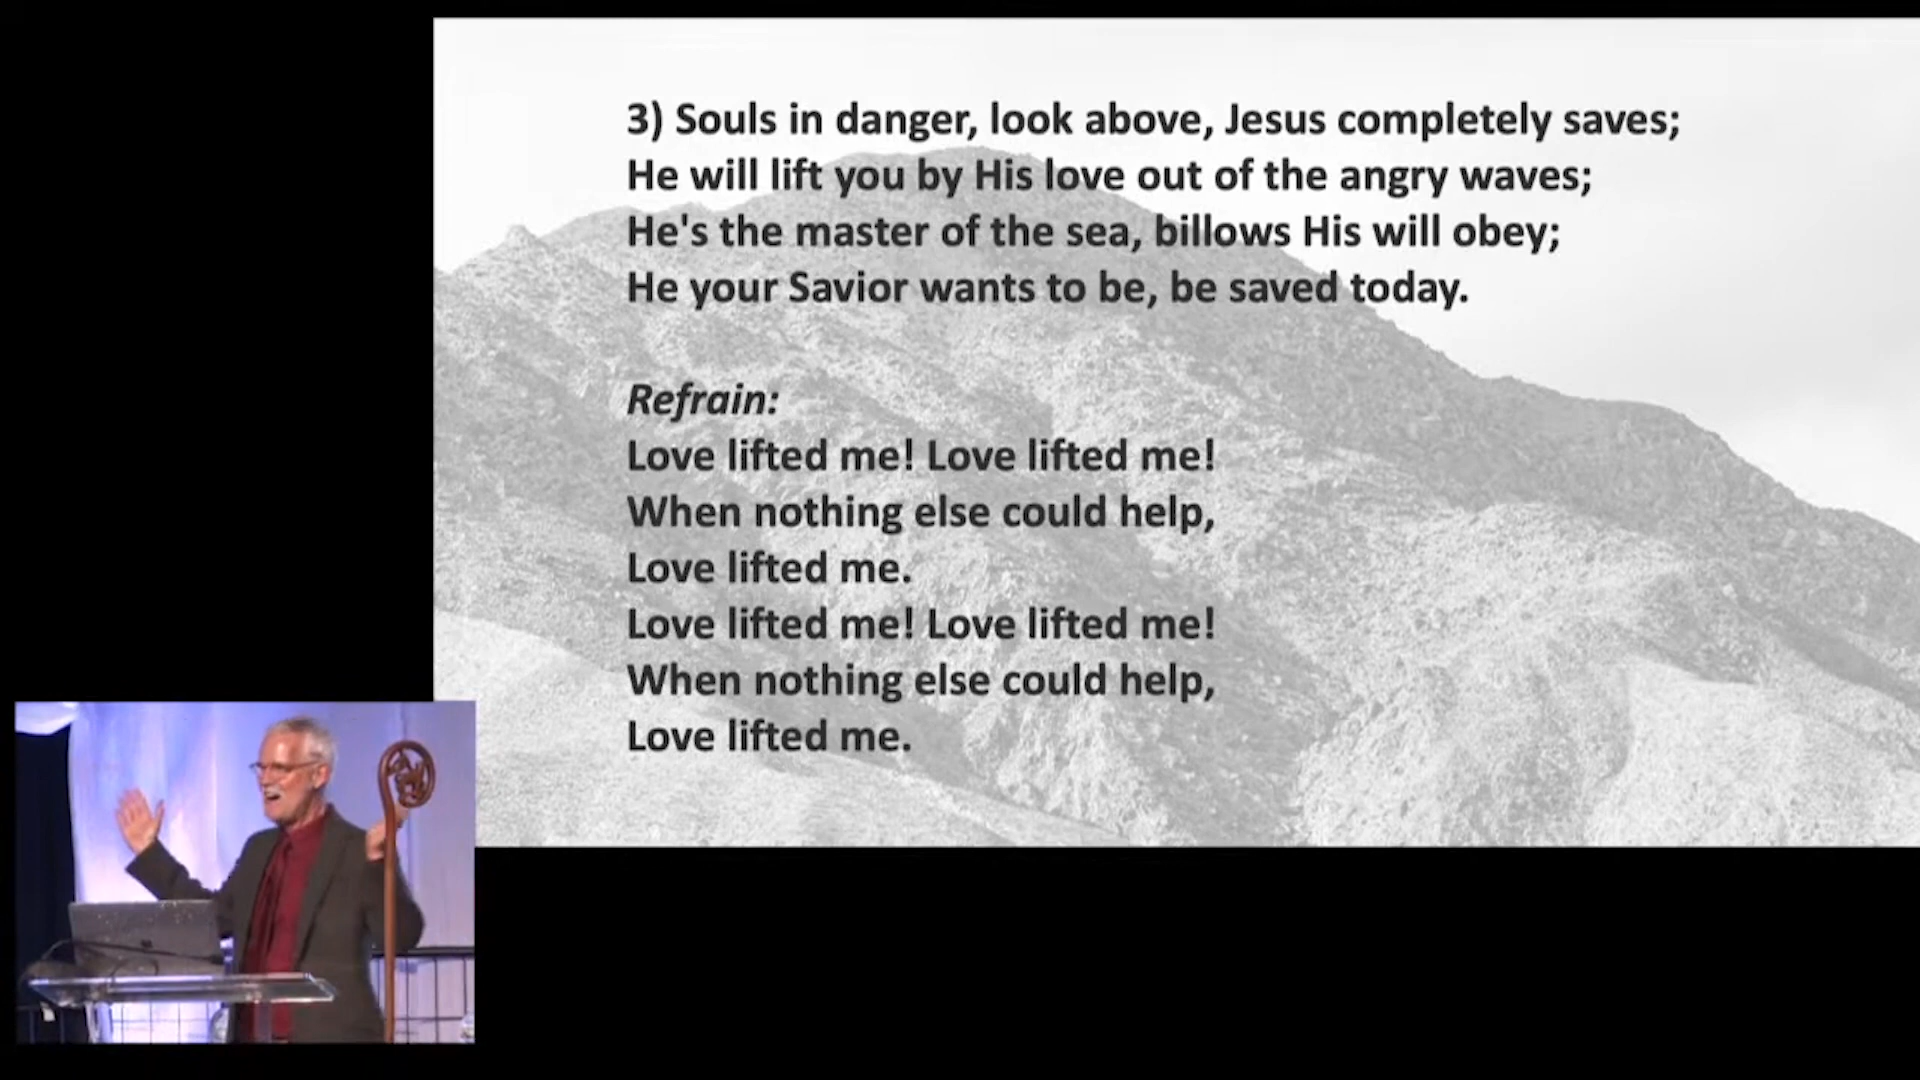 3) Souls in danger, look above, Jesus completely saves;
He will lift you by His love out of the angry waves;
He's the master of the sea, billows His will obey;
He your Savior wants to be, be saved today.
Refrain:
Love lifted me! Love lifted me!
When nothing else could help,
Love lifted me.
Love lifted me! Love lifted me!
When nothing else could help,
Love lifted me.